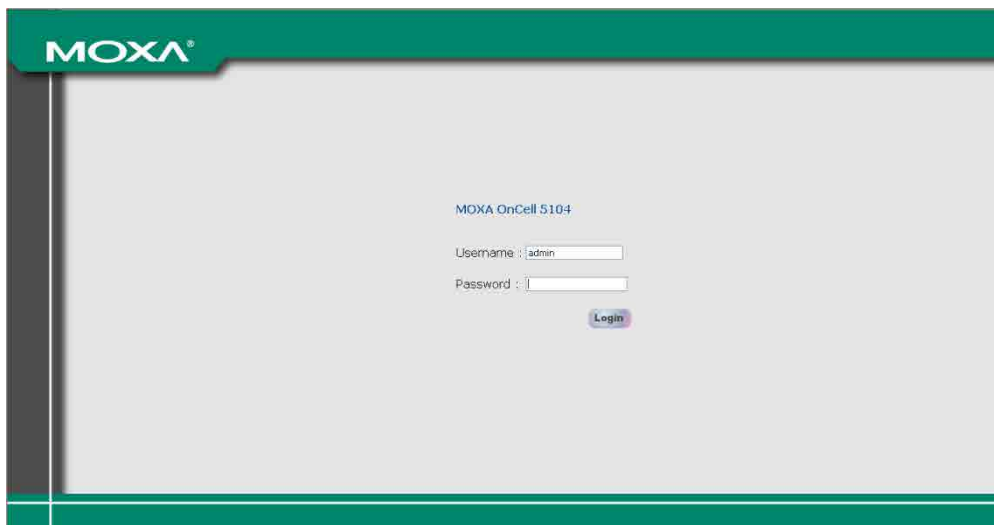 MOXA®
MOXA OnCell 5104
Username : admin
Password :
Login